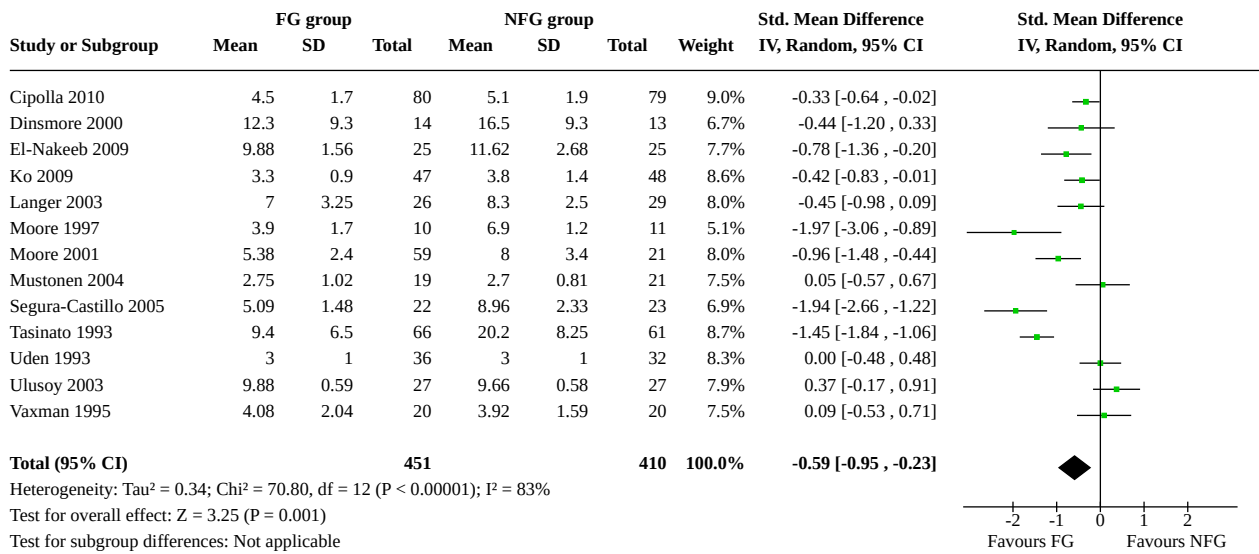 FG group NFG group Std. Mean Difference Std. Mean Difference
Study or Subgroup Mean SD Total Mean SD Total Weight IV, Random, 95% CI IV, Random, 95% CI
Cipolla 2010 4.5 1.7 80 5.1 1.9 79 9.0% -0.33 [-0.64 , -0.02]
Dinsmore 2000 12.3 9.3 14 16.5 9.3 13 6.7% -0.44 [-1.20 , 0.33]
El-Nakeeb 2009 9.88 1.56 25 11.62 2.68 25 7.7% -0.78 [-1.36 , -0.20]
Ko 2009 3.3 0.9 47 3.8 1.4 48 8.6% -0.42 [-0.83 , -0.01]
Langer 2003 7 3.25 26 8.3 2.5 29 8.0% -0.45 [-0.98 , 0.09]
Moore 1997 3.9 1.7 10 6.9 1.2 11 5.1% -1.97 [-3.06 , -0.89]
Moore 2001 5.38 2.4 59 8 3.4 21 8.0% -0.96 [-1.48 , -0.44]
Mustonen 2004 2.75 1.02 19 2.7 0.81 21 7.5% 0.05 [-0.57 , 0.67]
Segura-Castillo 2005 5.09 1.48 22 8.96 2.33 23 6.9% -1.94 [-2.66 , -1.22]
Tasinato 1993 9.4 6.5 66 20.2 8.25 61 8.7% -1.45 [-1.84 , -1.06]
Uden 1993 3 1 36 3 1 32 8.3% 0.00 [-0.48 , 0.48]
Ulusoy 2003 9.88 0.59 27 9.66 0.58 27 7.9% 0.37 [-0.17 , 0.91]
Vaxman 1995 4.08 2.04 20 3.92 1.59 20 7.5% 0.09 [-0.53 , 0.71]
Total (95% CI) 451 410 100.0% -0.59 [-0.95 , -0.23]
Heterogeneity: Tau² = 0.34; Chi² = 70.80, df = 12 (P < 0.00001); I² = 83%
Test for overall effect: Z = 3.25 (P = 0.001)
Test for subgroup differences: Not applicable
-2 -1 0 1 2
Favours FG Favours NFG